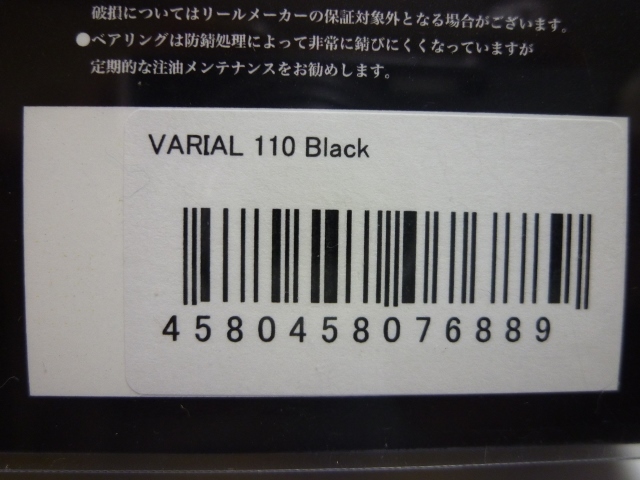 破損についてはリールメーカーの保証対象外となる場合がございます。
●ベアリングは防錆処理によって非常に錆びにくくなっていますが
定期的な注油メンテナンスをお勧めします。
VARIAL 110 Black
4580458076889